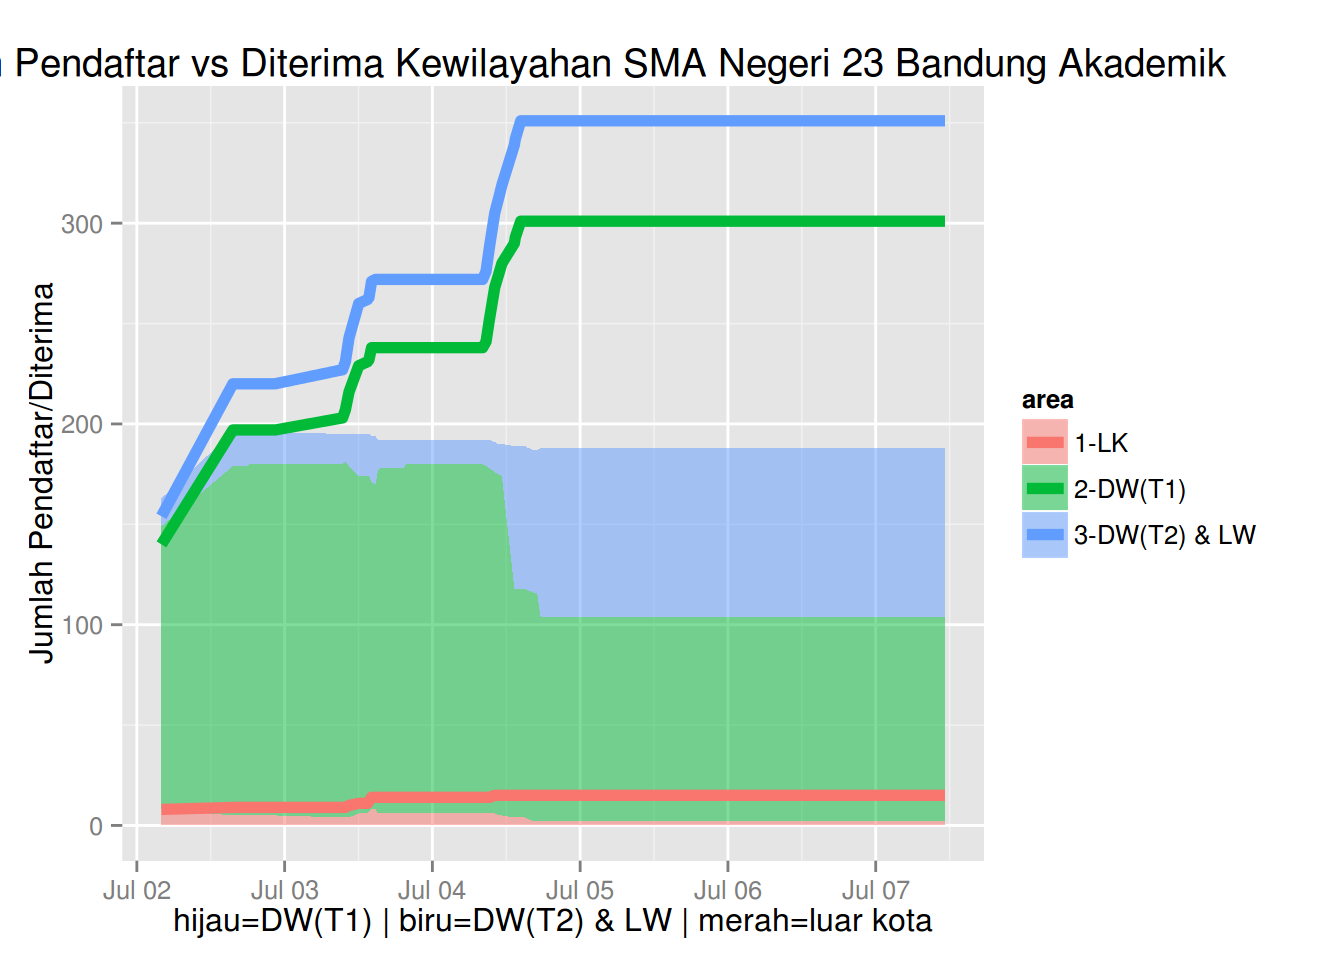 Pendaftar vs Diterima Kewilayahan SMA Negeri 23 Bandung Akademik
Jumlah Pendaftar/Diterima
300
200
100
0
Jul 02 Jul 03 Jul 04 Jul 05 Jul 06 Jul 07
hijau=DW(T1) | biru=DW(T2) & LW | merah=luar kota
area
1-LK
2-DW(T1)
3-DW(T2) & LW